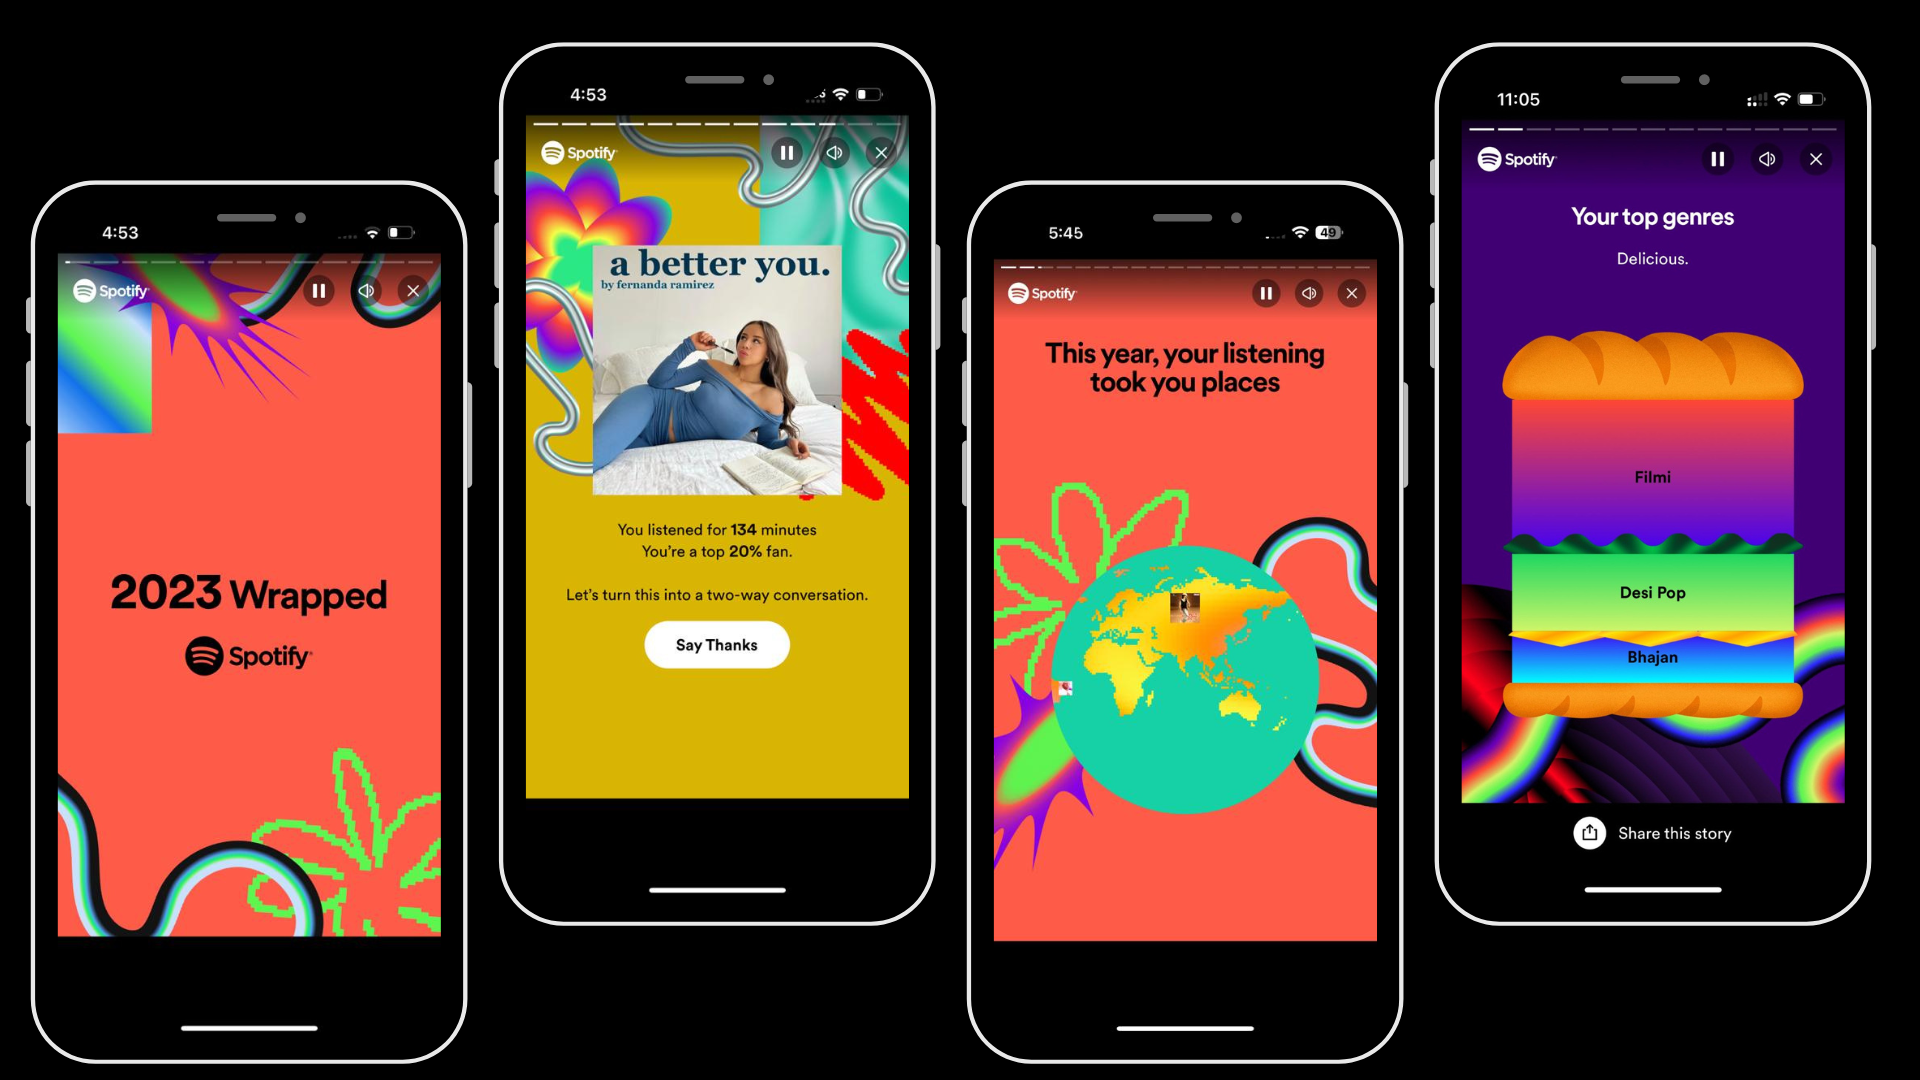 4:53
Spotify
2023 Wrapped
Spotify
4:53
Spotify
a better you.
by fernanda ramirez
You listened for 134 minutes
You're a top 20% fan.
Let's turn this into a two-way conversation.
Say Thanks
5:45
49
Spotify
This year, your listening
took you places
11:05
Spotify
Your top genres
Delicious.
Filmi
Desi Pop
Bhajan
Share this story